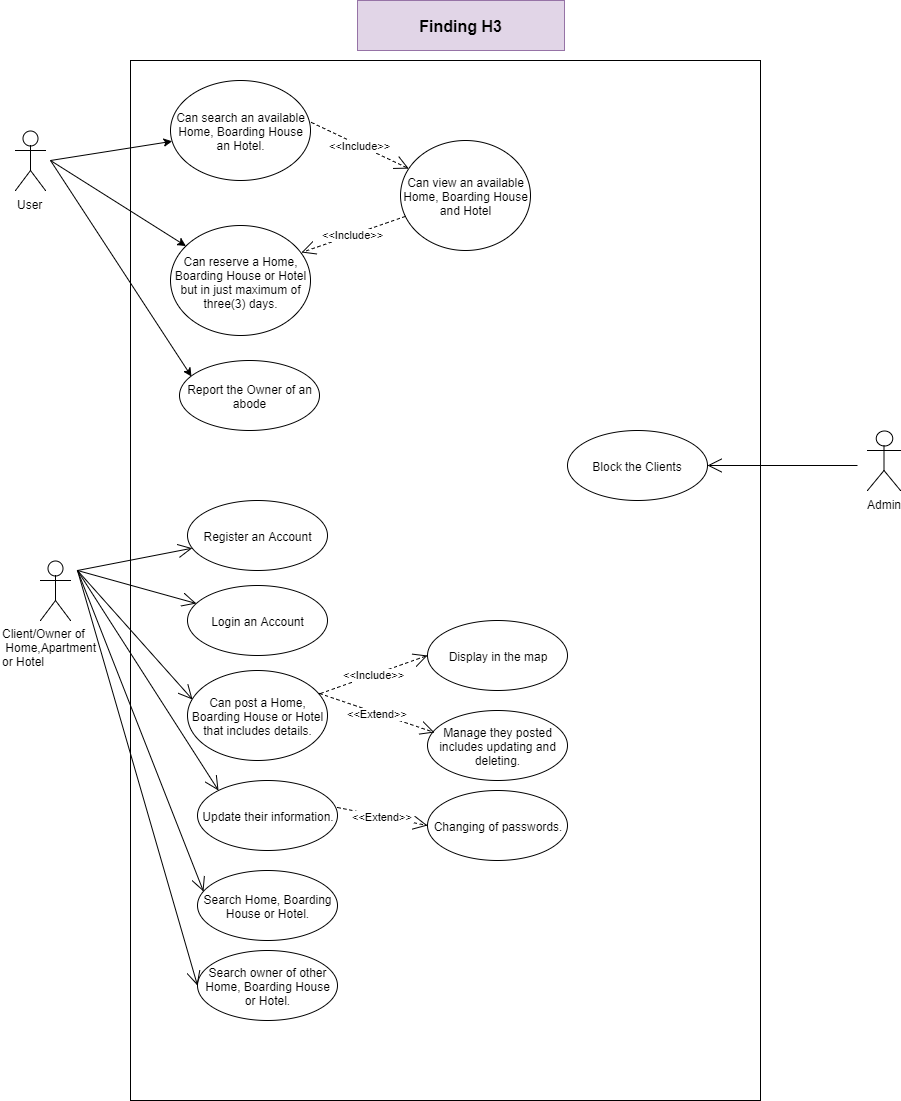 Finding H3
Can search an available
Home, Boarding House
an Hotel.
<<Include>>
Can view an available
Home, Boarding House
and Hotel
User
<<Include>>
Can reserve a Home,
Boarding House or Hotel
but in just maximum of
three(3) days.
Report the Owner of an
abode
Block the Clients
Admin
Register an Account
Client/Owner of
Home,Apartment
or Hotel
Login an Account
Display in the map
<<Include>>
Can post a Home,
Boarding House or Hotel
that includes details.
<<Extend>>
Manage they posted
includes updating and
deleting.
Update their information.
<<Extend>>
Changing of passwords.
Search Home, Boarding
House or Hotel.
Search owner of other
Home, Boarding House
or Hotel.